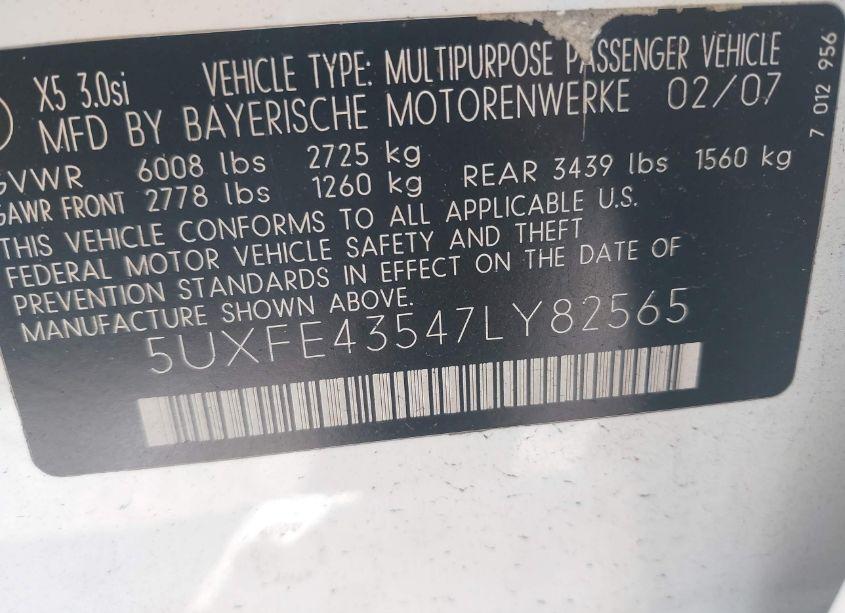 X5 3.0si VEHICLE TYPE: MULTIPURPOSE PASSENGER VEHICLE
MFD BY BAYERISCHE MOTORENWERKE 02/07
GVWR 6008 lbs 2725 kg
GAWR FRONT 2778 lbs 1260 kg REAR 3439 lbs 1560 kg
THIS VEHICLE CONFORMS TO ALL APPLICABLE U.S.
FEDERAL MOTOR VEHICLE SAFETY AND THEFT
PREVENTION STANDARDS IN EFFECT ON THE DATE OF
MANUFACTURE SHOWN ABOVE.
5UXFE43547LY82565
7 012 956